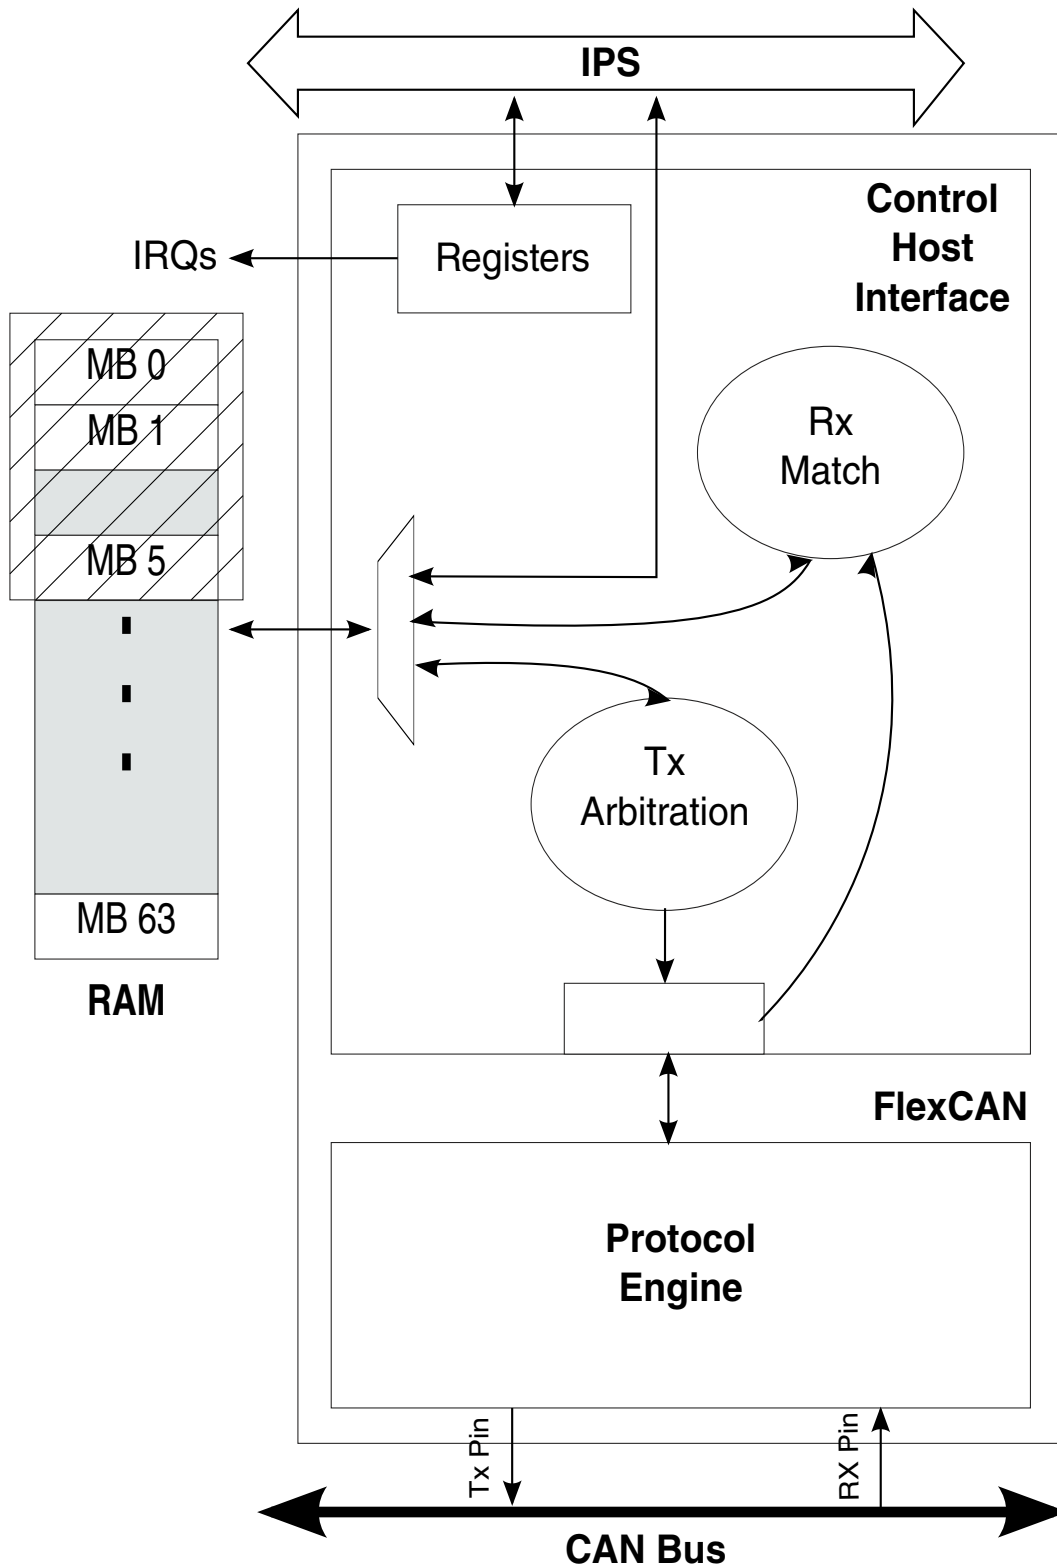 IPS
Control
Host
Interface
Registers
IRQs
MB 0
MB 1
MB 5
MB 63
RAM
Rx
Match
Tx
Arbitration
FlexCAN
Protocol
Engine
Tx Pin
RX Pin
CAN Bus